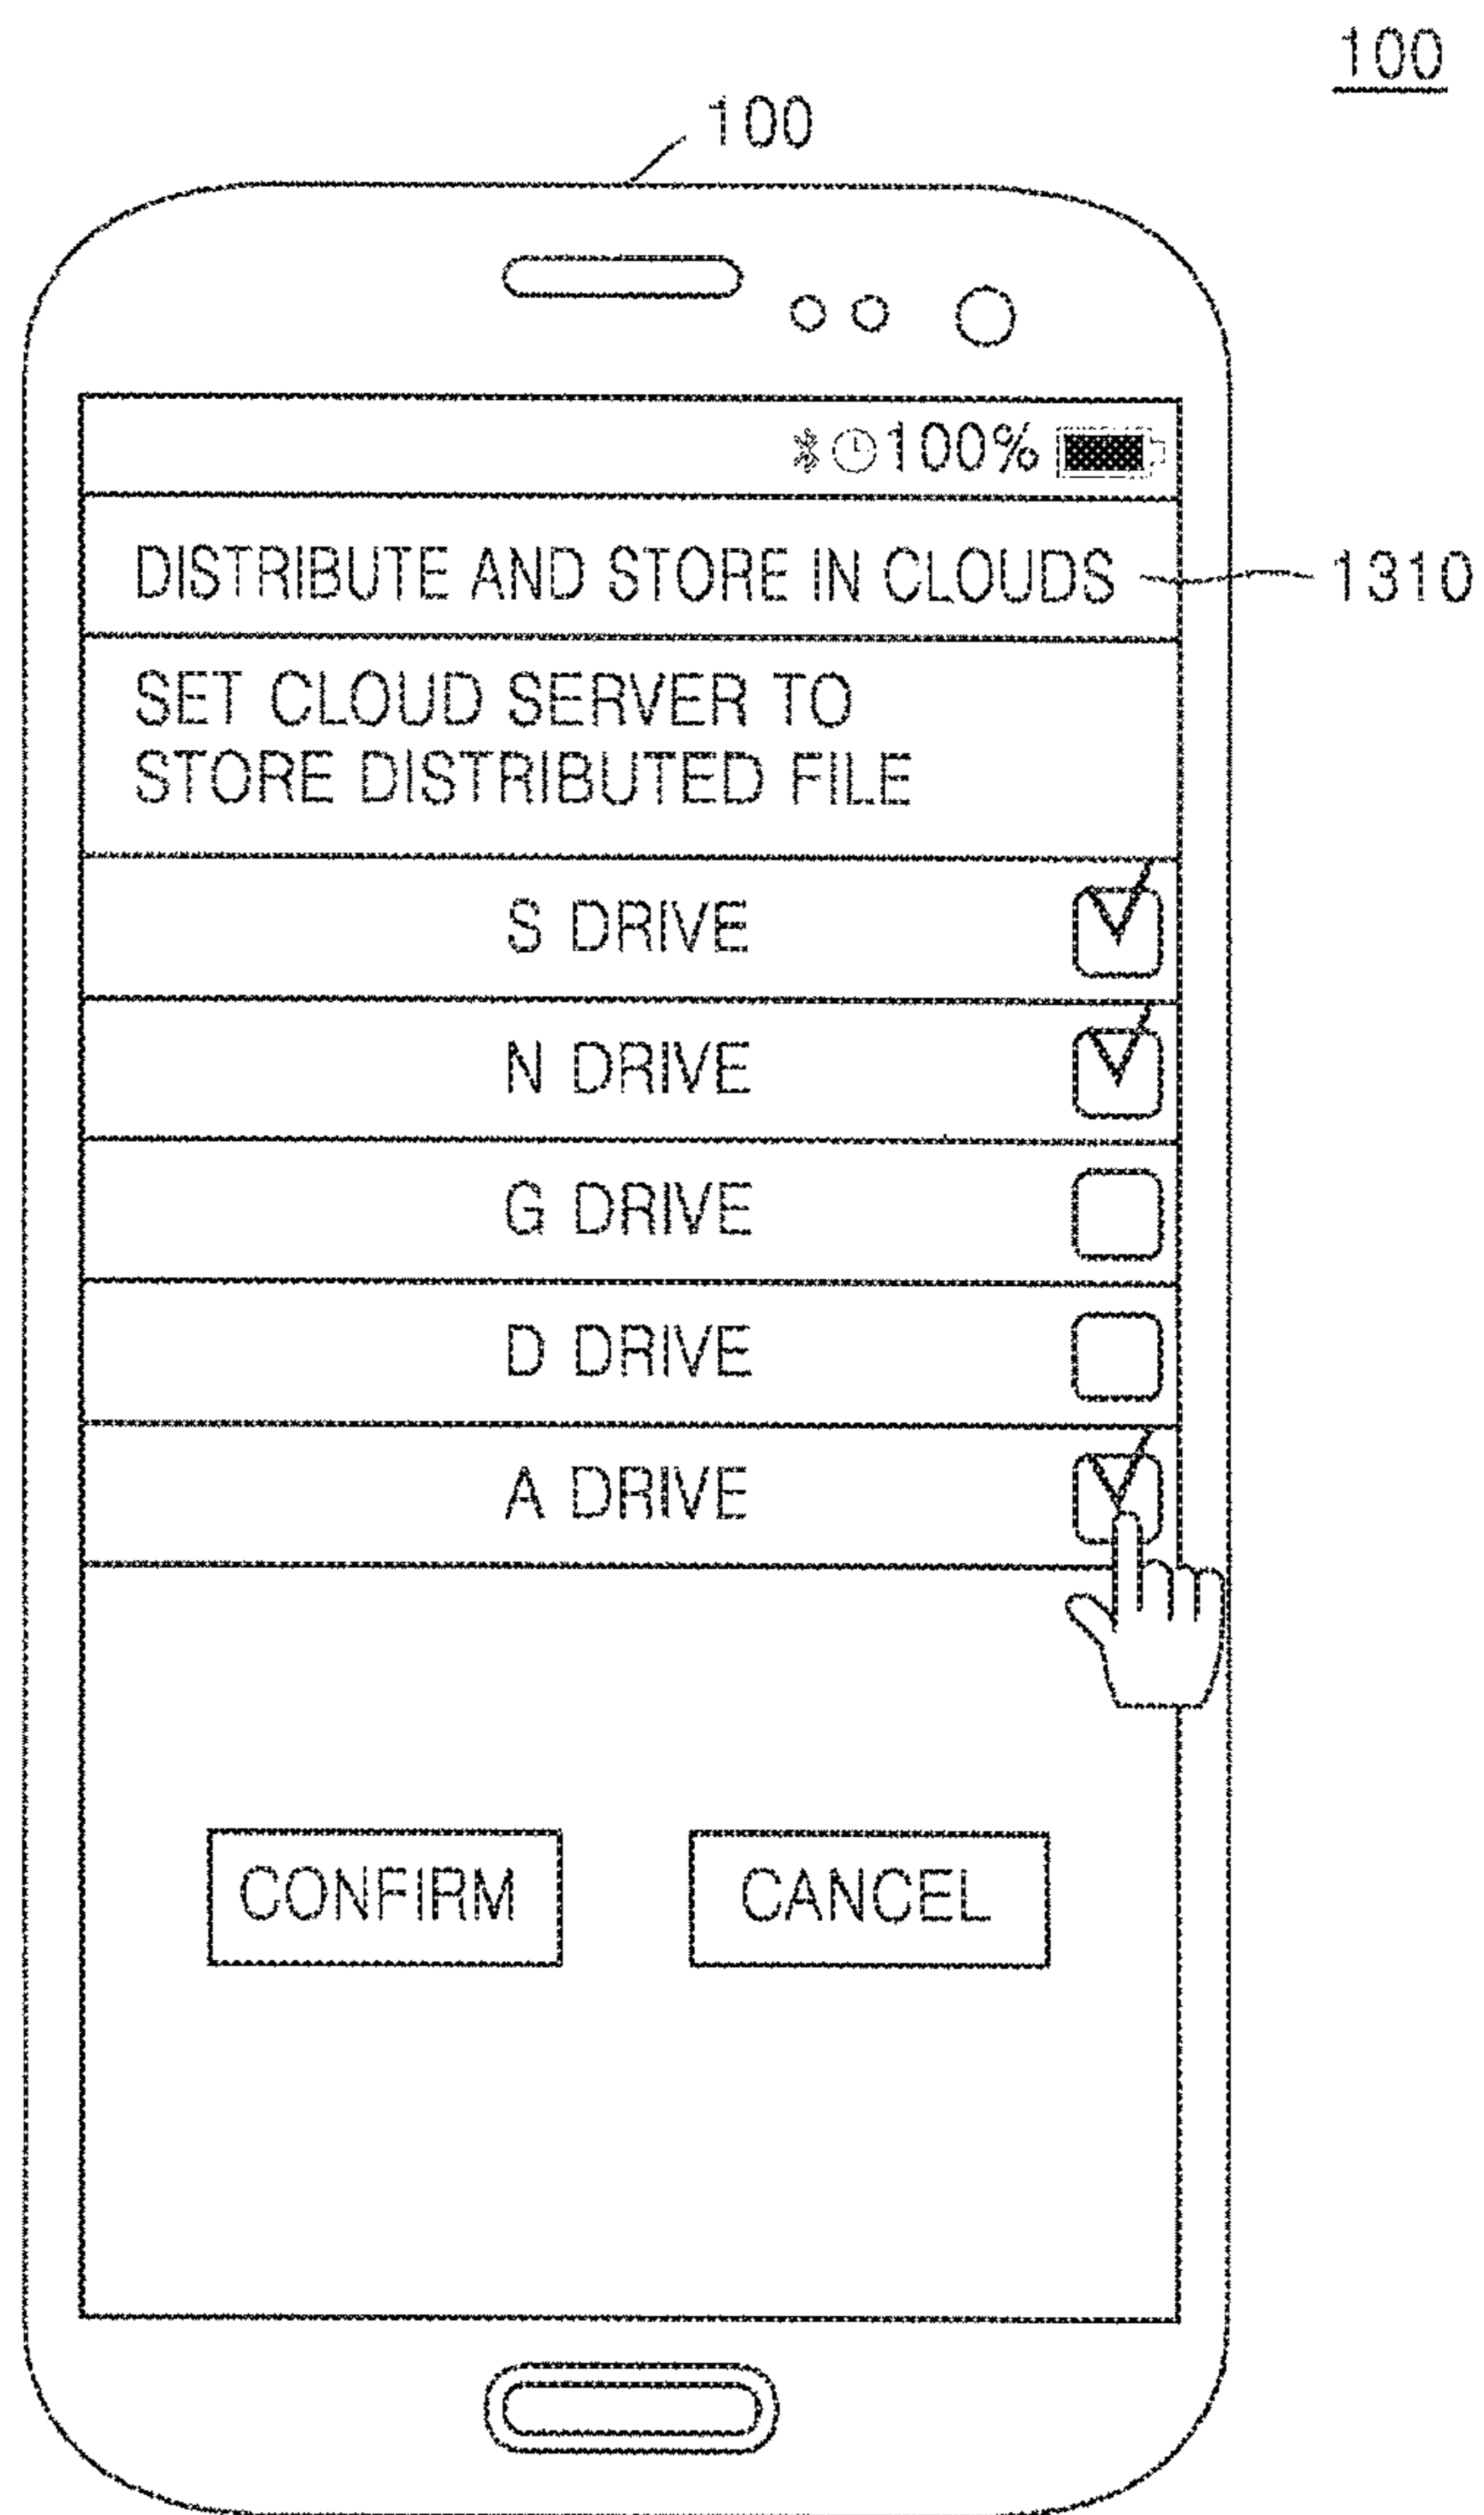 100
100
100%
DISTRIBUTE AND STORE IN CLOUDS
1310
SET CLOUD SERVER TO
STORE DISTRIBUTED FILE
S DRIVE
N DRIVE
G DRIVE
D DRIVE
A DRIVE
CONFIRM
CANCEL